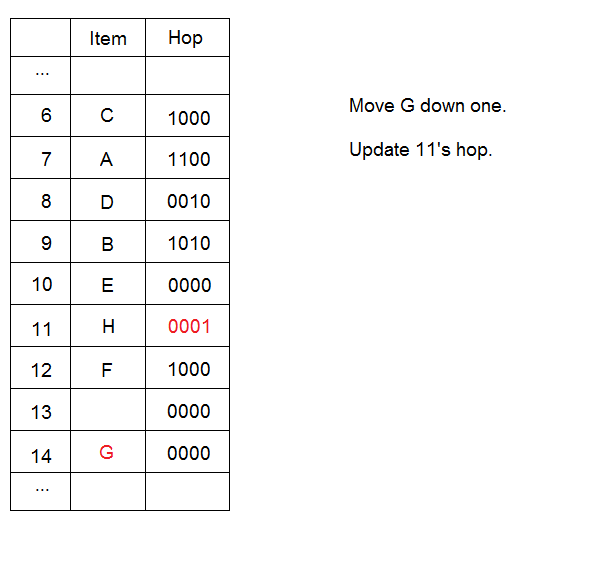 Item Hop
...
6 C 1000
7 A 1100
8 D 0010
9 B 1010
10 E 0000
11 H 0001
12 F 1000
13 0000
14 G 0000
...
Move G down one.
Update 11's hop.